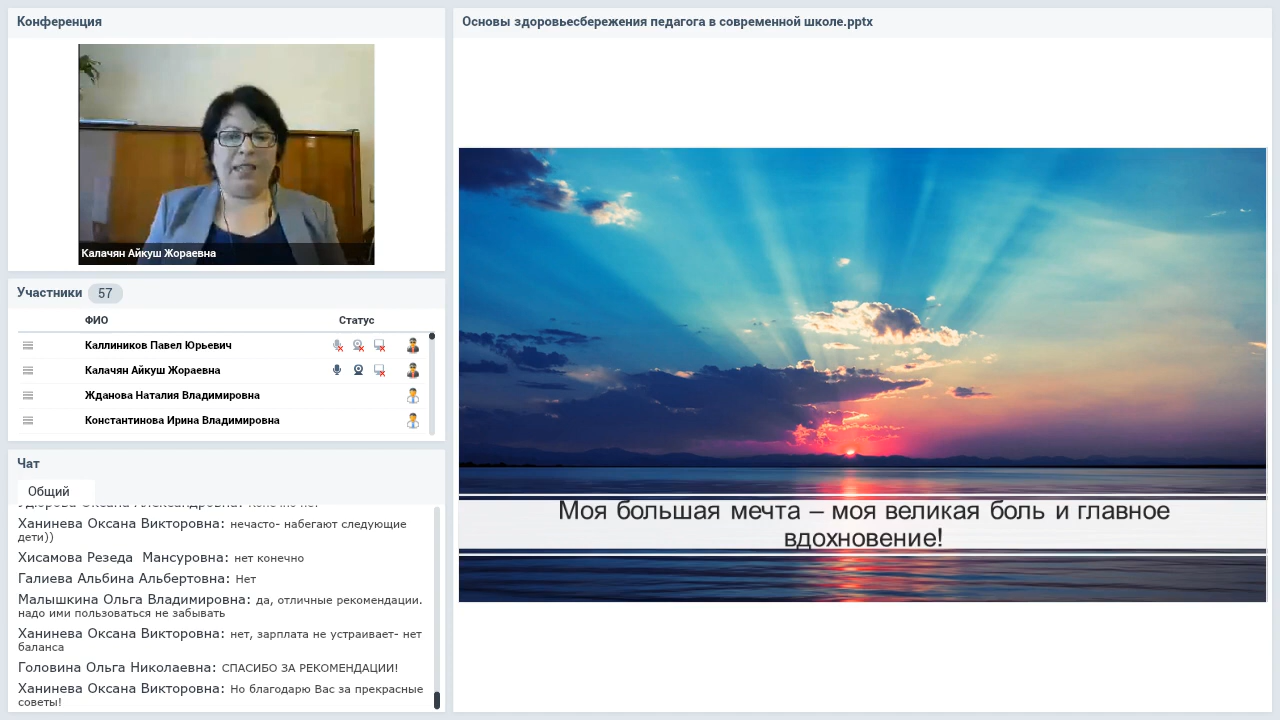 Конференция
Калачян Айкуш Жораевна
Участники 57
ФИО Статус
Каллиников Павел Юрьевич
Калачян Айкуш Жораевна
Жданова Наталия Владимировна
Константинова Ирина Владимировна
Чат
Общий
Ханинева Оксана Викторовна: нечасто- набегают следующие
дети))
Хисамова Резеда Мансуровна: нет конечно
Галиева Альбина Альбертовна: Нет
Малышкина Ольга Владимировна: да, отличные рекомендации.
надо ими пользоваться не забывать
Ханинева Оксана Викторовна: нет, зарплата не устраивает- нет
баланса
Головина Ольга Николаевна: СПАСИБО ЗА РЕКОМЕНДАЦИИ!
Ханинева Оксана Викторовна: Но благодарю Вас за прекрасные
советы!
Основы здоровьесбережения педагога в современной школе.pptx
Моя большая мечта – моя великая боль и главное
вдохновение!